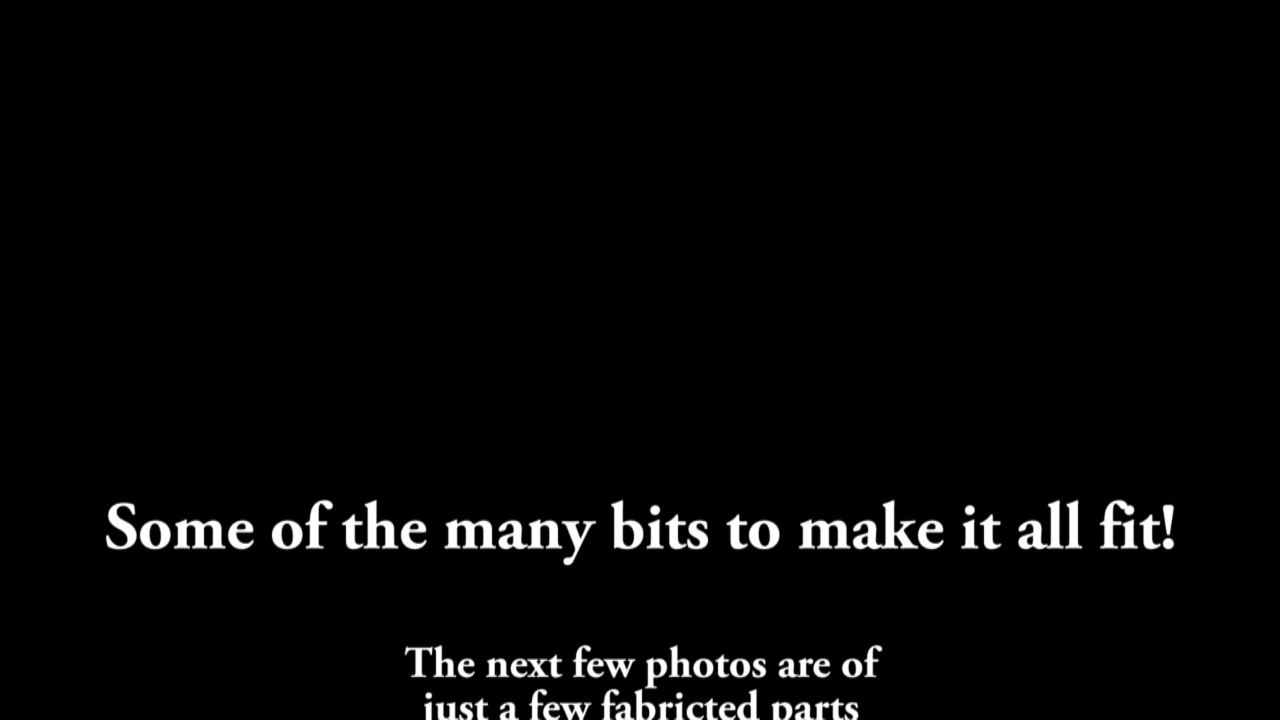 Some of the many bits to make it all fit!
The next few photos are of
just a few fabricted parts